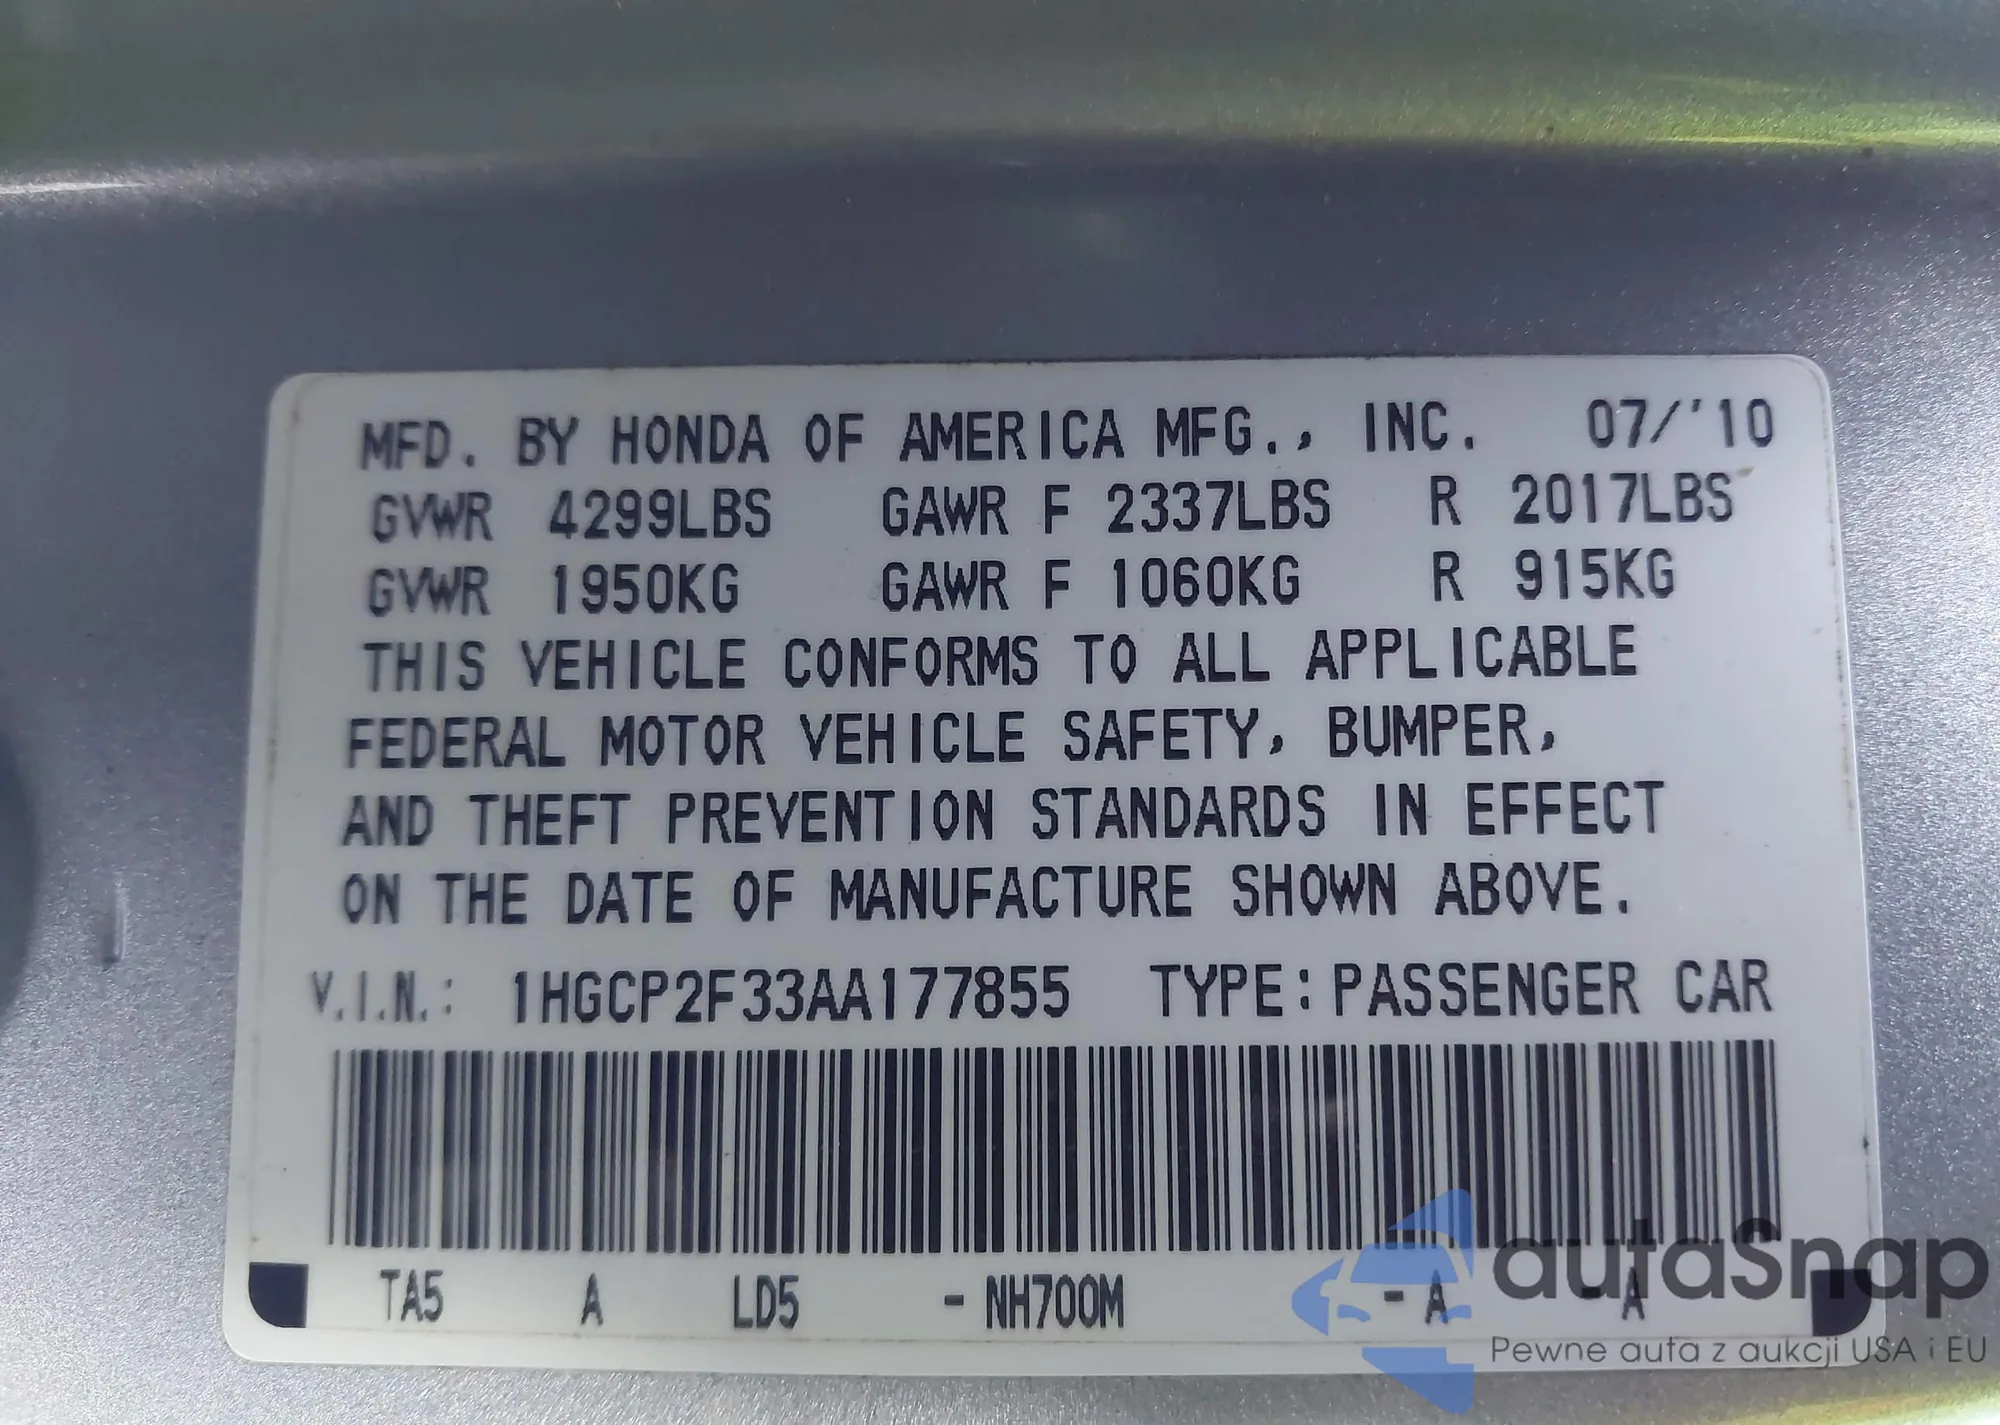 MFD. BY HONDA OF AMERICA MFG., INC. 07/'10
GVWR 4299LBS GAWR F 2337LBS R 2017LBS
GVWR 1950KG GAWR F 1060KG R 915KG
THIS VEHICLE CONFORMS TO ALL APPLICABLE
FEDERAL MOTOR VEHICLE SAFETY, BUMPER,
AND THEFT PREVENTION STANDARDS IN EFFECT
ON THE DATE OF MANUFACTURE SHOWN ABOVE.
V.I.N.: 1HGCP2F33AA177855 TYPE:PASSENGER CAR
TA5 A LD5 - NH700M - A - A
autaSnap
Pewne auta z aukcji USA i EU